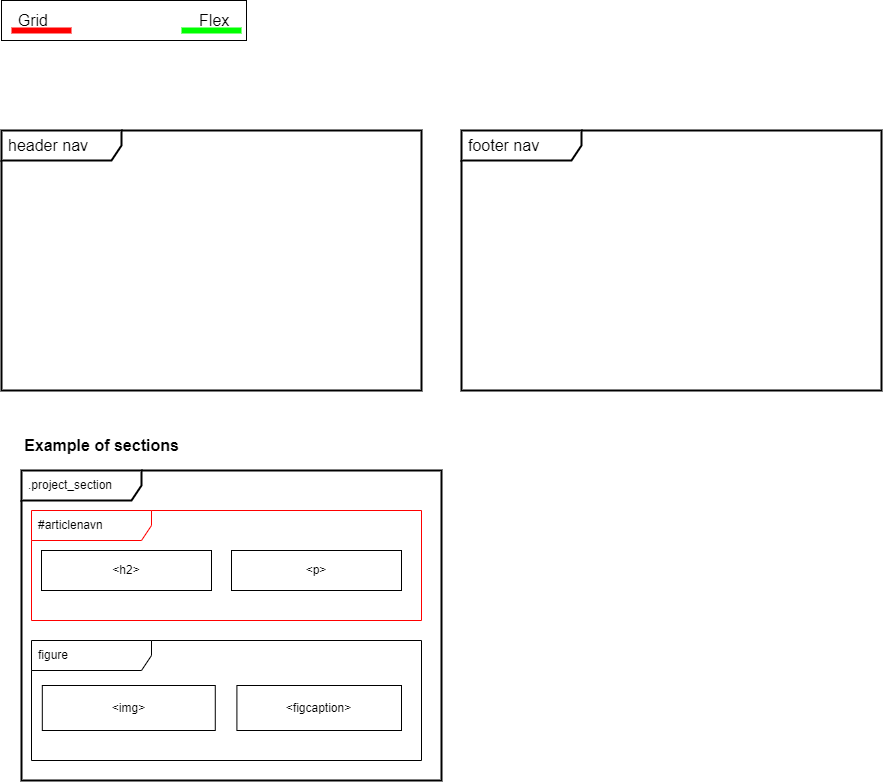 Grid
Flex
header nav
footer nav
Example of sections
.project_section
#articlenavn
<h2>
<p>
figure
<img>
<figcaption>